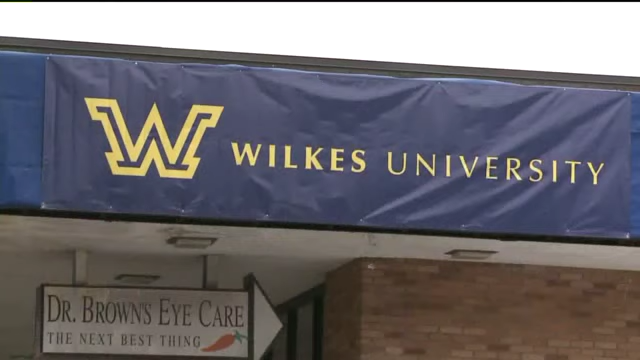 W WILKES UNIVERSITY
DR. BROWN'S EYE CARE
THE NEXT BEST THING